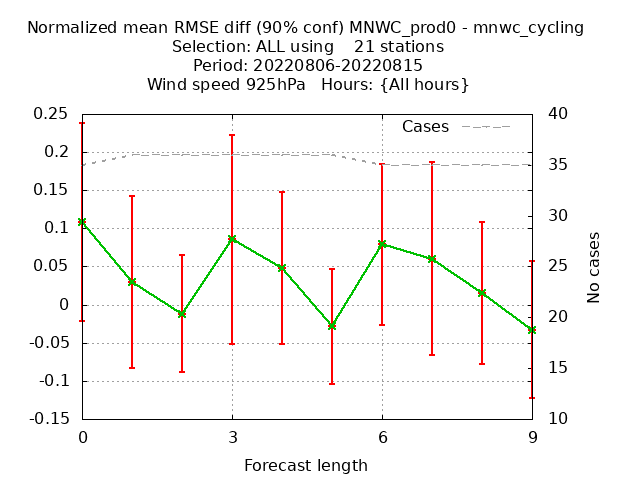 Normalized mean RMSE diff (90% conf) MNWC_prod0 - mnwc_cycling
Selection: ALL using    21 stations
Period: 20220806-20220815
Wind speed 925hPa   Hours: {All hours}
0.25
0.2
0.15
0.1
0.05
0
-0.05
-0.1
-0.15
Cases
40
35
30
25
20
15
10
No cases
0
3
6
9
Forecast length